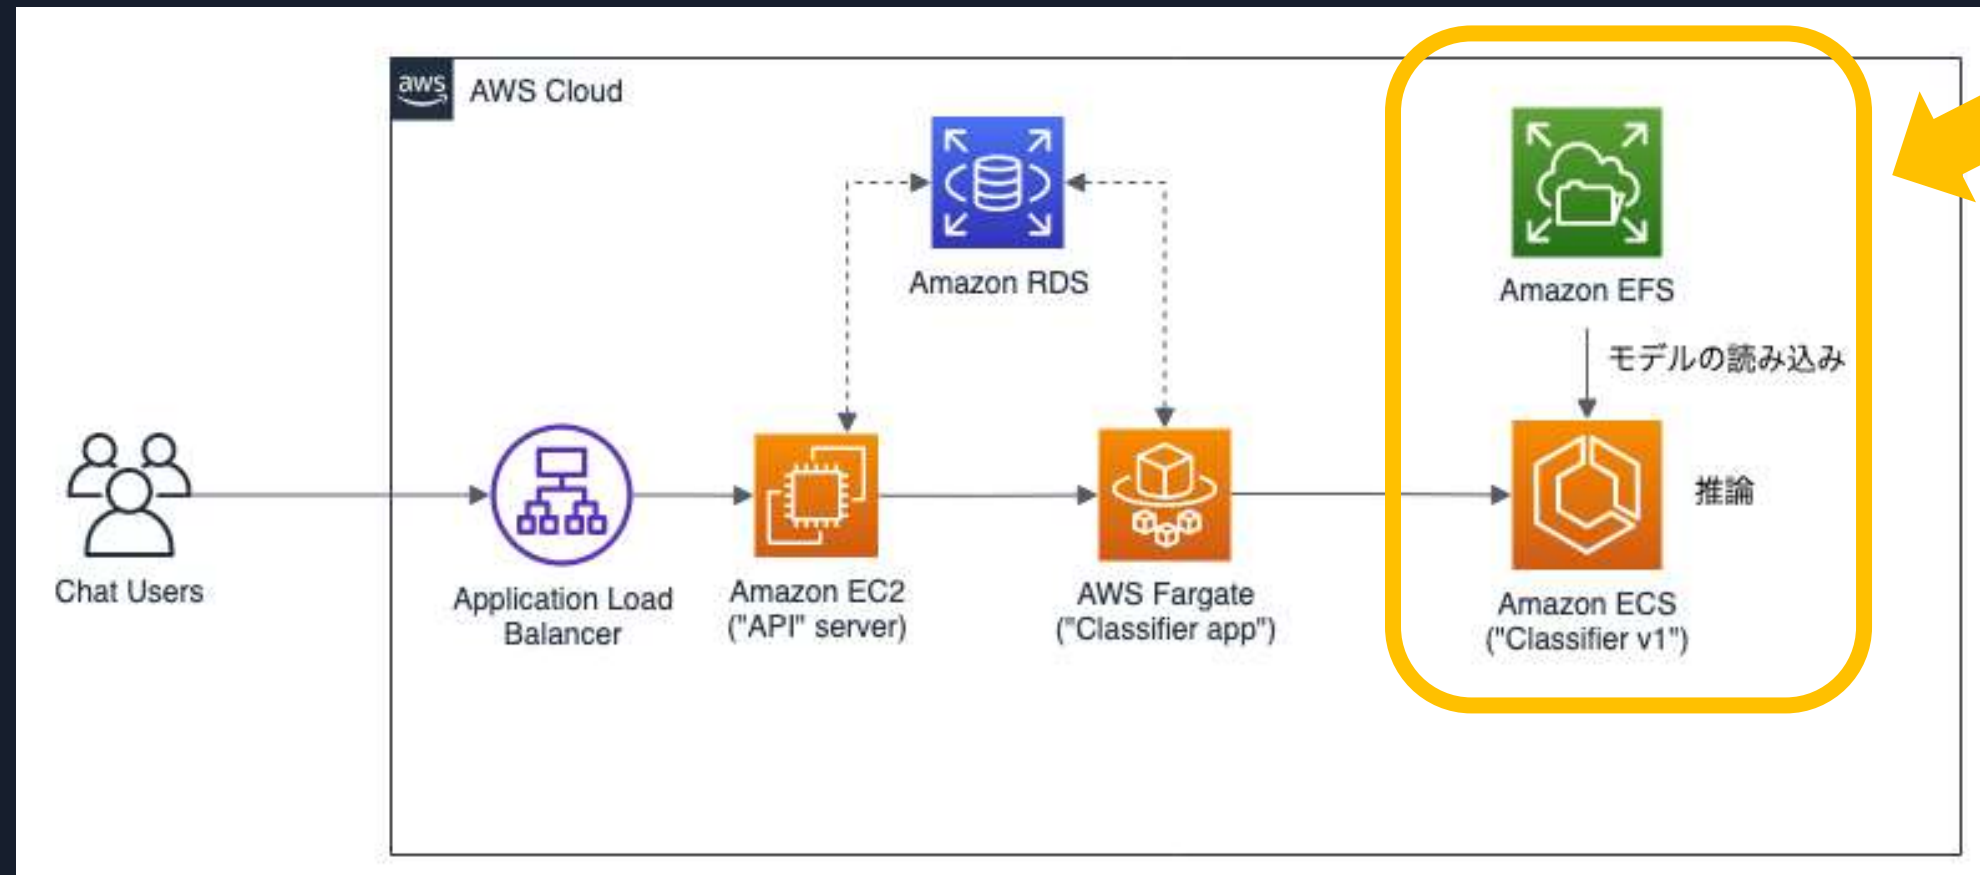 aws
AWS Cloud
Amazon RDS
Amazon EFS
モデルの読み込み
推論
Chat Users
Application Load
Balancer
Amazon EC2
("API" server)
AWS Fargate
("Classifier app")
Amazon ECS
("Classifier v1")